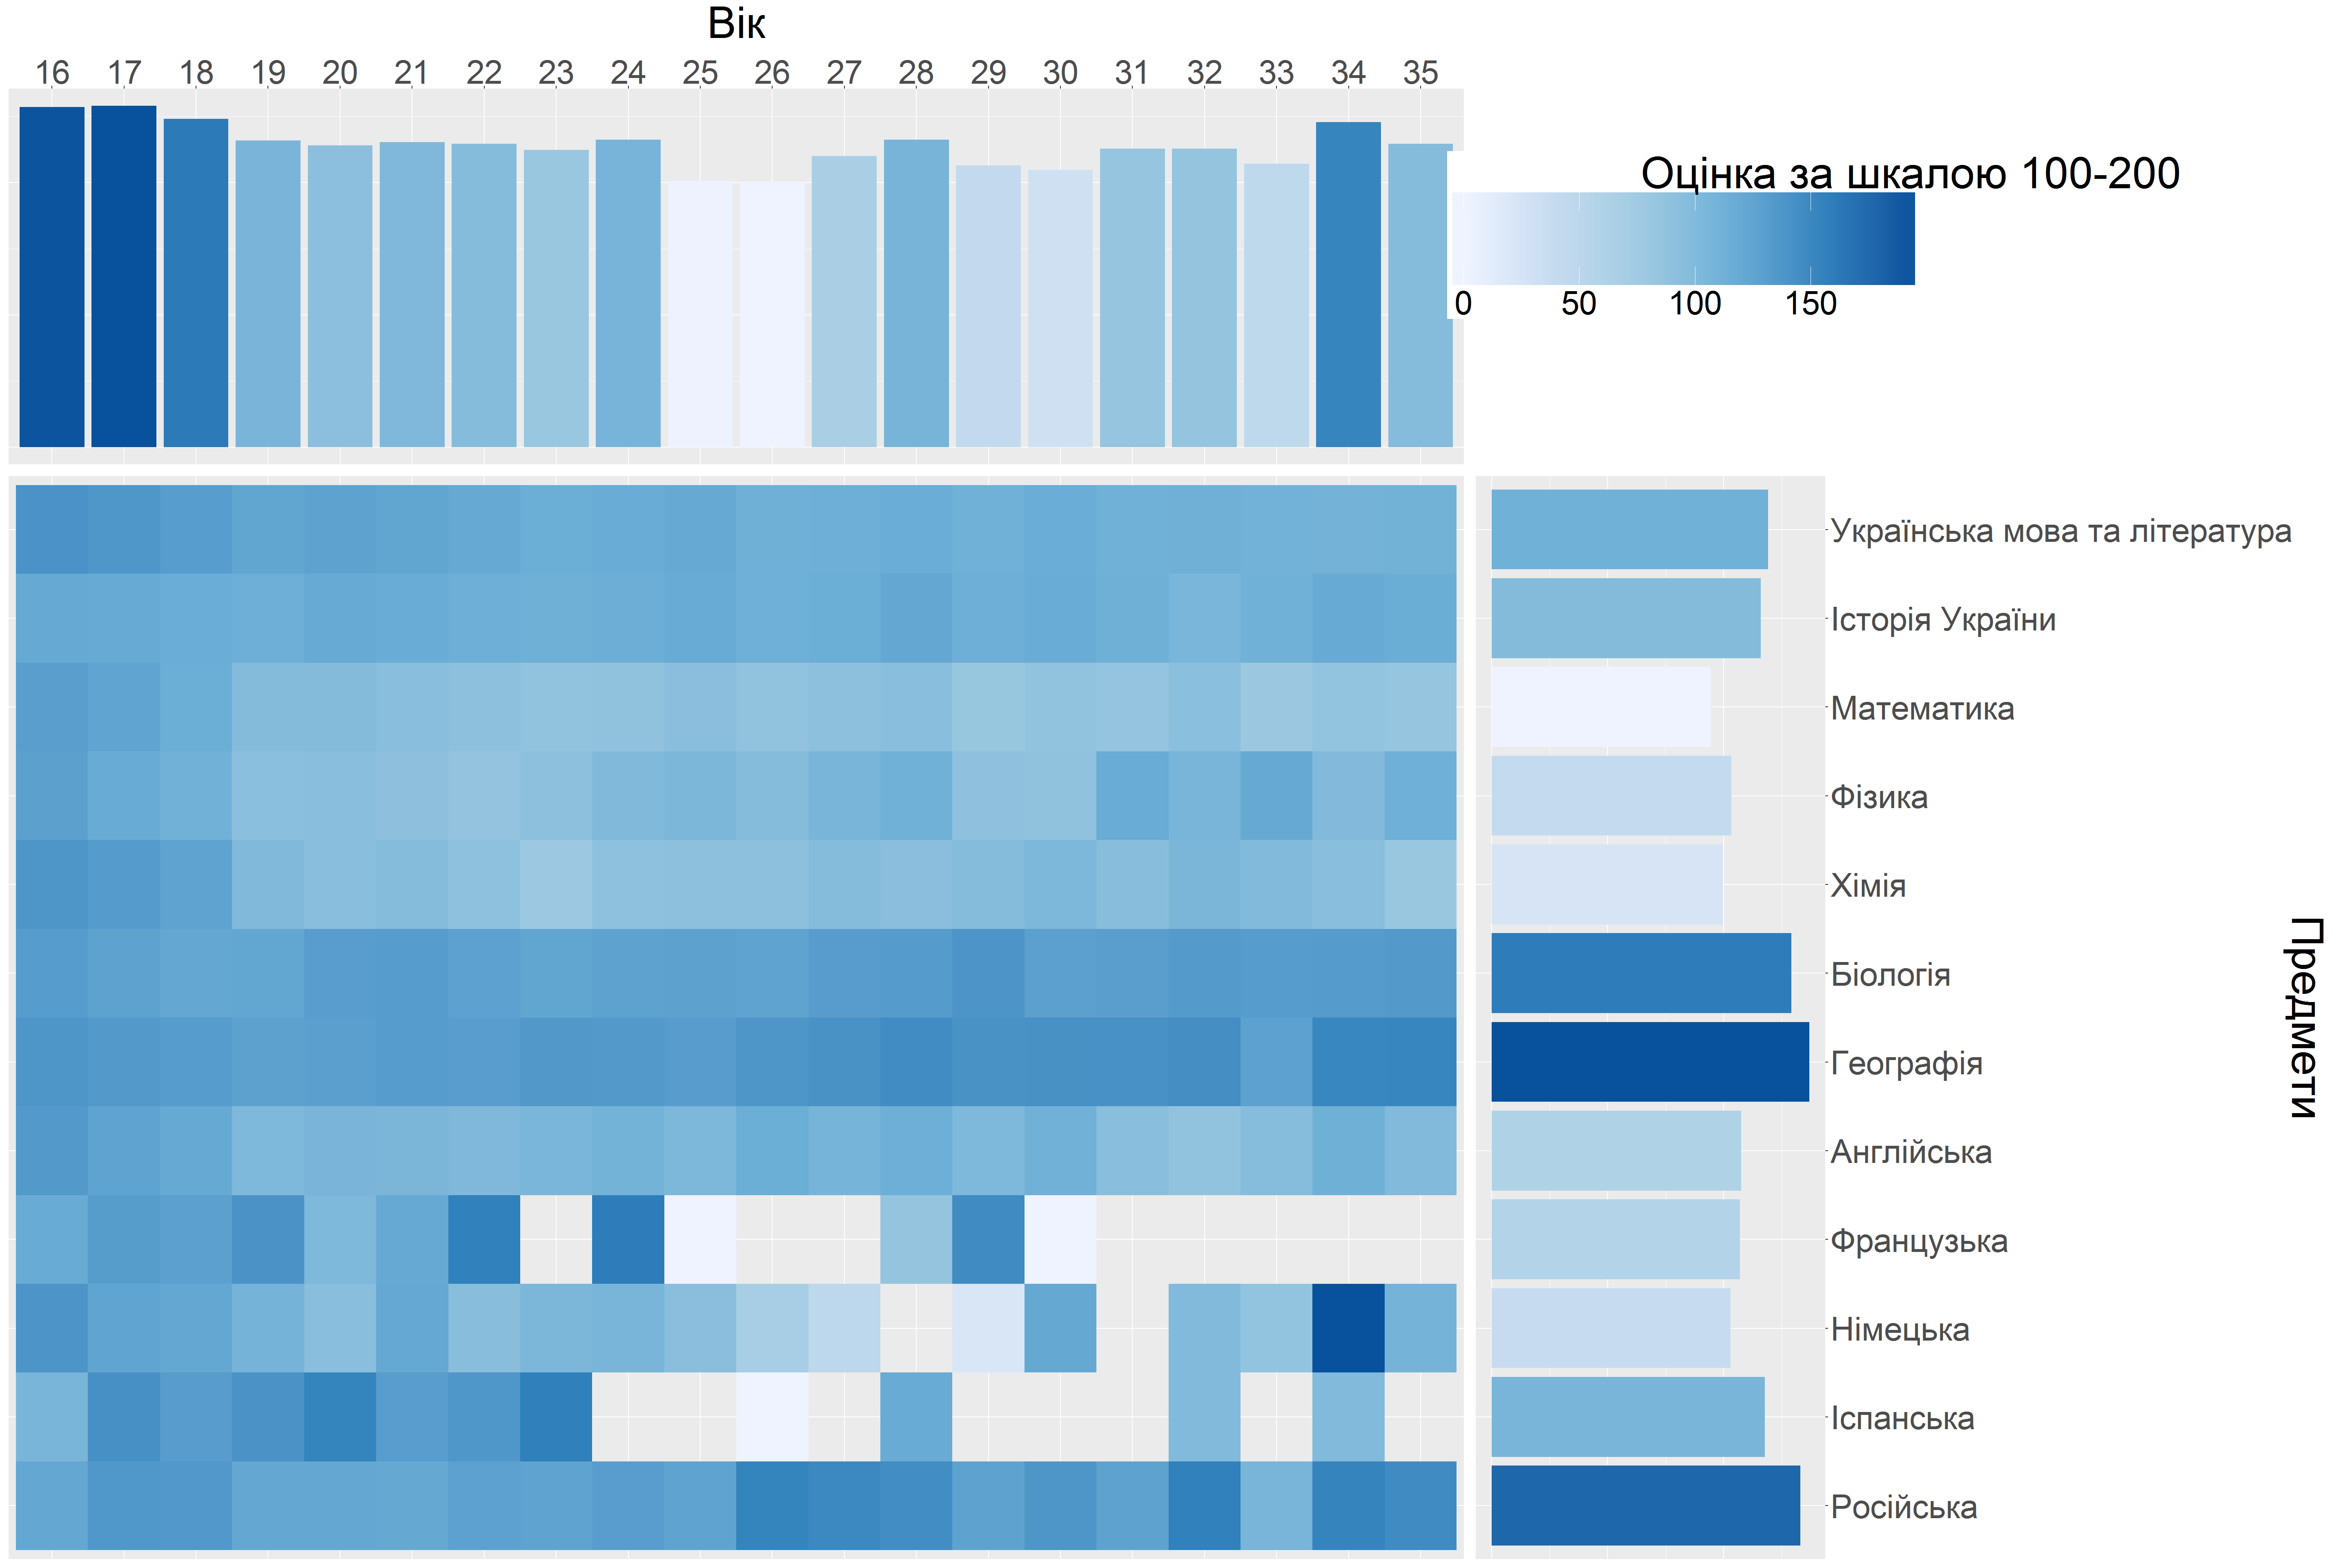 Вік
16 17 18 19 20 21 22 23 24 25 26 27 28 29 30 31 32 33 34 35
Оцінка за шкалою 100-200
0 50 100 150
Українська мова та література
Історія України
Математика
Фізика
Хімія
Біологія
Географія
Англійська
Французька
Німецька
Іспанська
Російська
Предмети